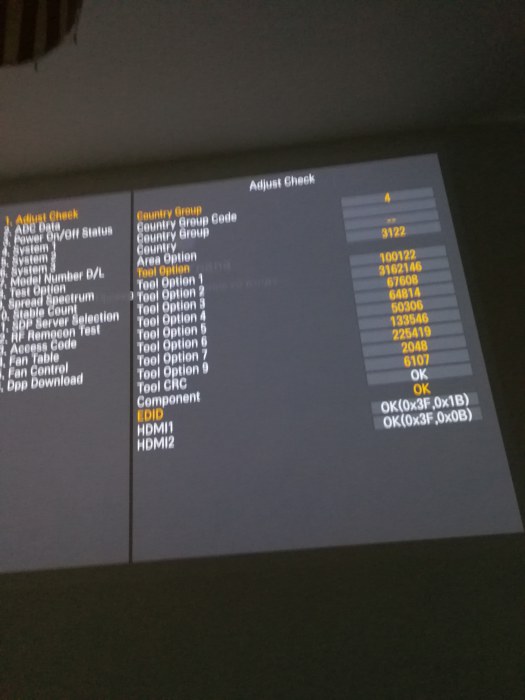 Adjust Check
1. Adjust Check
ADC Data
Power On/Off Status
System 1
System
System
Model Number D/L
Test Option
Spread Spectrum
Stable Count
SDP Server Selection
RF Remocon Test
Access Code
Fan Table
Fan Control
Dpp Download
Country Group
Country Group Code 4
Country Group
Country --
Area Option 3122
Tool Option
Tool Option 1 100122
Tool Option 2 3162146
Tool Option 3 67608
Tool Option 4 64814
Tool Option 5 50306
Tool Option 6 133546
Tool Option 7 225419
Tool Option 9 2048
Tool CRC 6107
Component OK
EDID OK
HDMI1 OK(0x3F,0x1B)
HDMI2 OK(0x3F,0x0B)